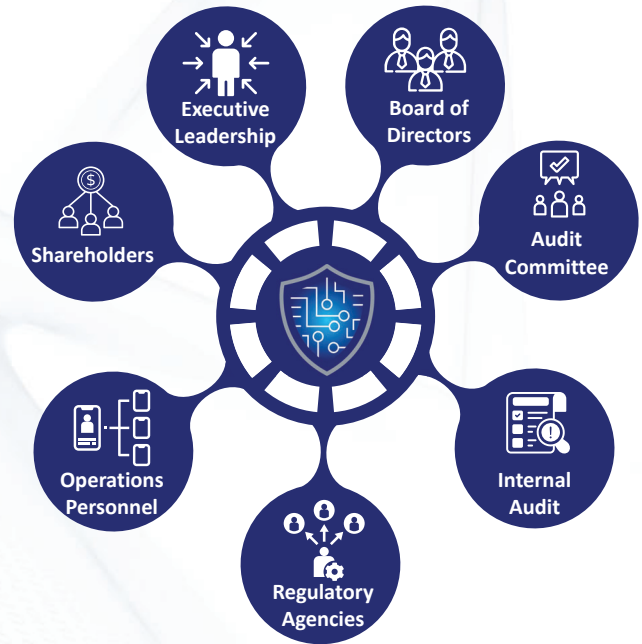 Executive
Leadership
Board of
Directors
Shareholders
$
Audit
Committee
Operations
Personnel
!
Internal
Audit
Regulatory
Agencies